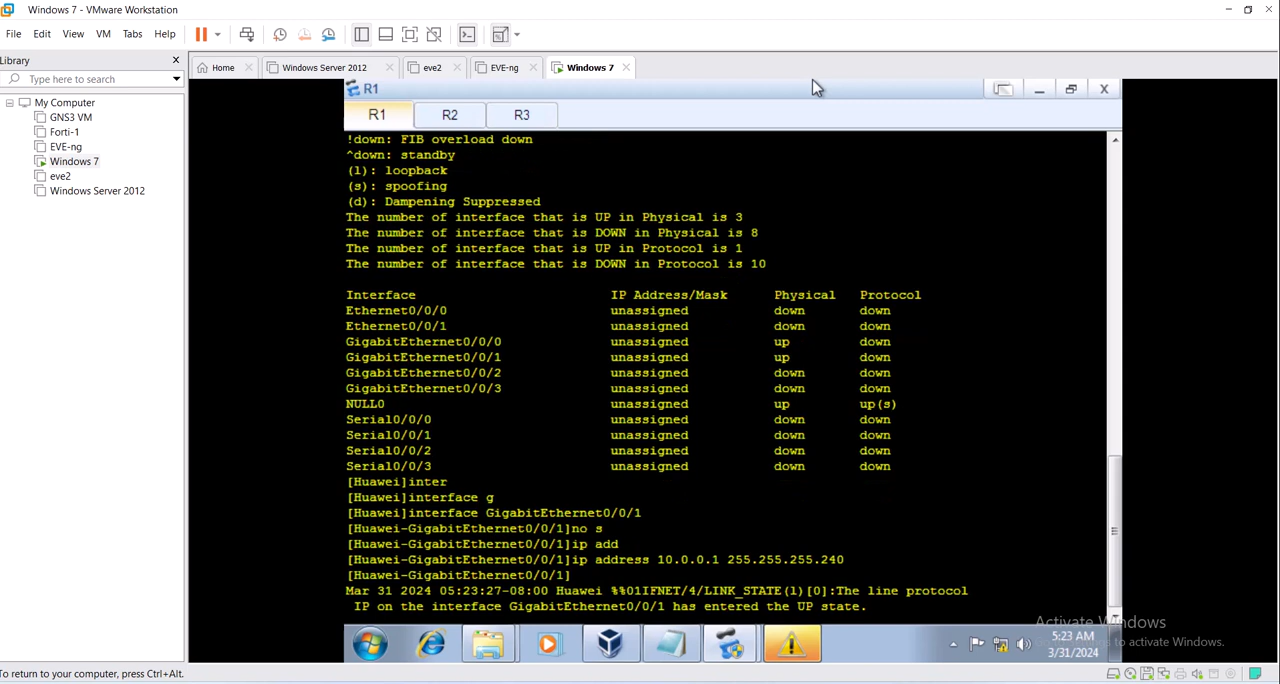 Windows 7 - VMware Workstation
File Edit View VM Tabs Help
Library
Type here to search
My Computer
GNS3 VM
Forti-1
EVE-ng
Windows 7
eve2
Windows Server 2012
Home Windows Server 2012 eve2 EVE-ng Windows 7
R1
R1 R2 R3
!down: FIB overload down
^down: standby
(l): loopback
(s): spoofing
(d): Dampening Suppressed
The number of interface that is UP in Physical is 3
The number of interface that is DOWN in Physical is 8
The number of interface that is UP in Protocol is 1
The number of interface that is DOWN in Protocol is 10
Interface IP Address/Mask Physical Protocol
Ethernet0/0/0 unassigned down down
Ethernet0/0/1 unassigned down down
GigabitEthernet0/0/0 unassigned up down
GigabitEthernet0/0/1 unassigned up down
GigabitEthernet0/0/2 unassigned down down
GigabitEthernet0/0/3 unassigned down down
NULL0 unassigned up up(s)
Serial0/0/0 unassigned down down
Serial0/0/1 unassigned down down
Serial0/0/2 unassigned down down
Serial0/0/3 unassigned down down
[Huawei]inter
[Huawei]interface g
[Huawei]interface GigabitEthernet0/0/1
[Huawei-GigabitEthernet0/0/1]no s
[Huawei-GigabitEthernet0/0/1]ip add
[Huawei-GigabitEthernet0/0/1]ip address 10.0.0.1 255.255.255.240
[Huawei-GigabitEthernet0/0/1]
Mar 31 2024 05:23:27-08:00 Huawei %%01IFNET/4/LINK_STATE(l)[0]:The line protocol
IP on the interface GigabitEthernet0/0/1 has entered the UP state.
Activate Windows
to activate Windows.
5:23 AM
3/31/2024
To return to your computer, press Ctrl+Alt.